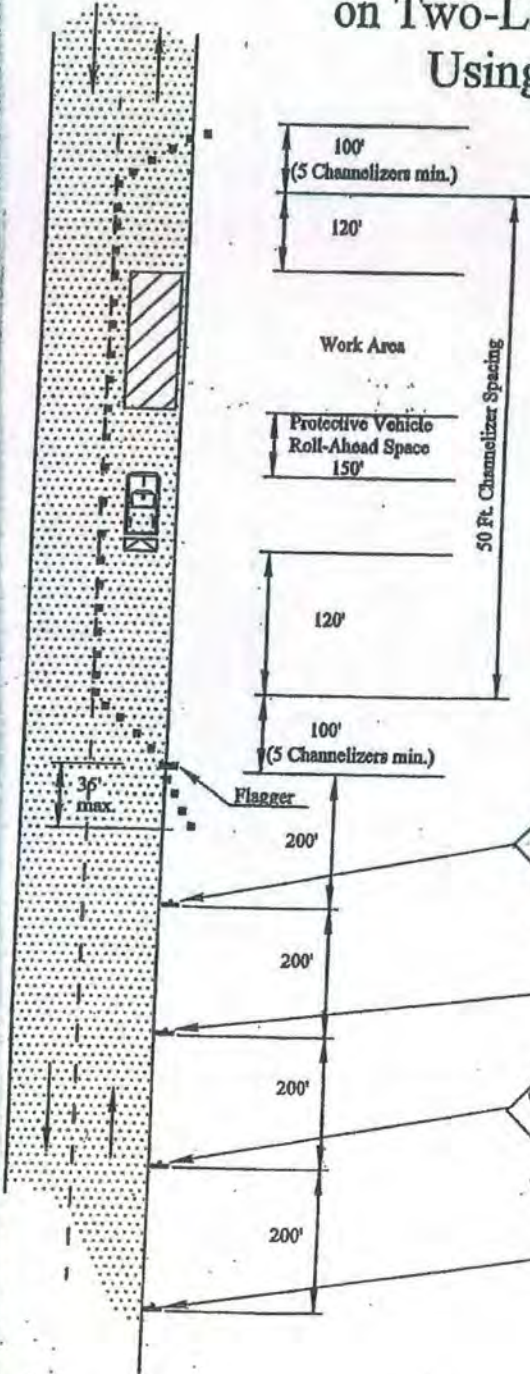 on Two-L
Using
100'
(5 Channelizers min.)
120'
Work Area
Protective Vehicle
Roll-Ahead Space
150'
50 Ft. Channelizer Spacing
120'
100'
(5 Channelizers min.)
36'
max.
Flagger
200'
200'
200'
200'